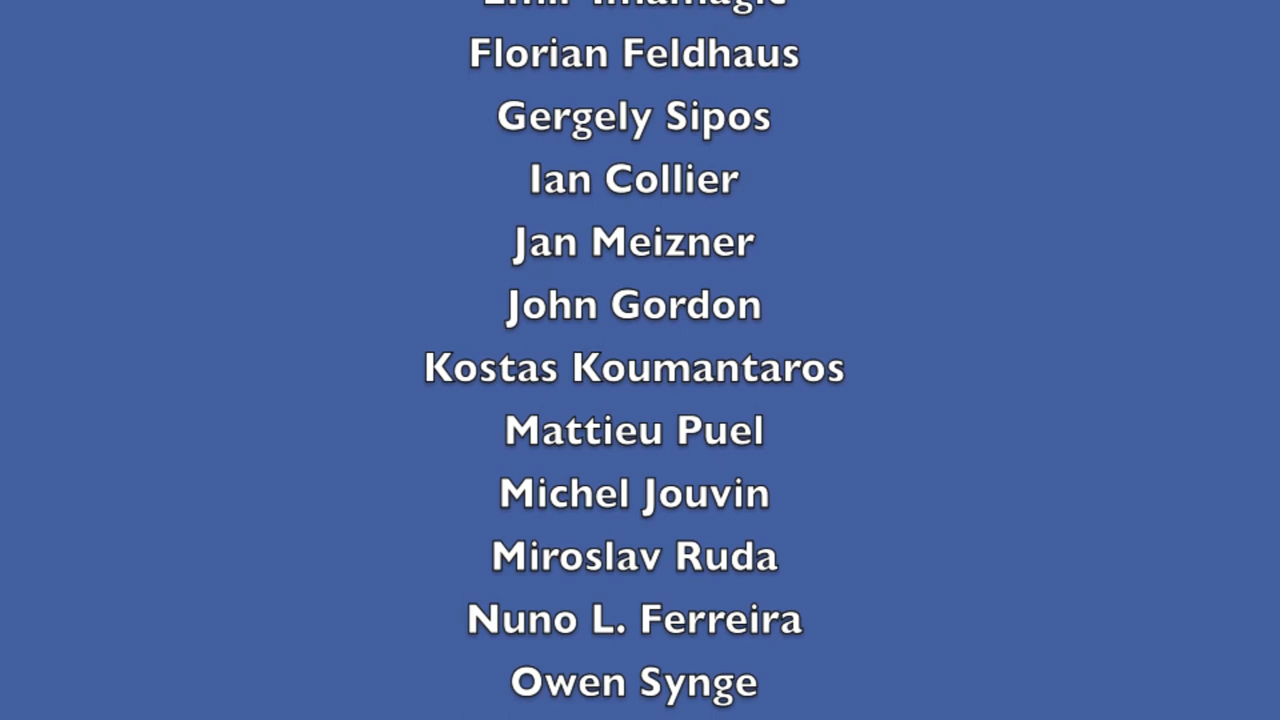 Florian Feldhaus
Gergely Sipos
Ian Collier
Jan Meizner
John Gordon
Kostas Koumantaros
Mattieu Puel
Michel Jouvin
Miroslav Ruda
Nuno L. Ferreira
Owen Synge